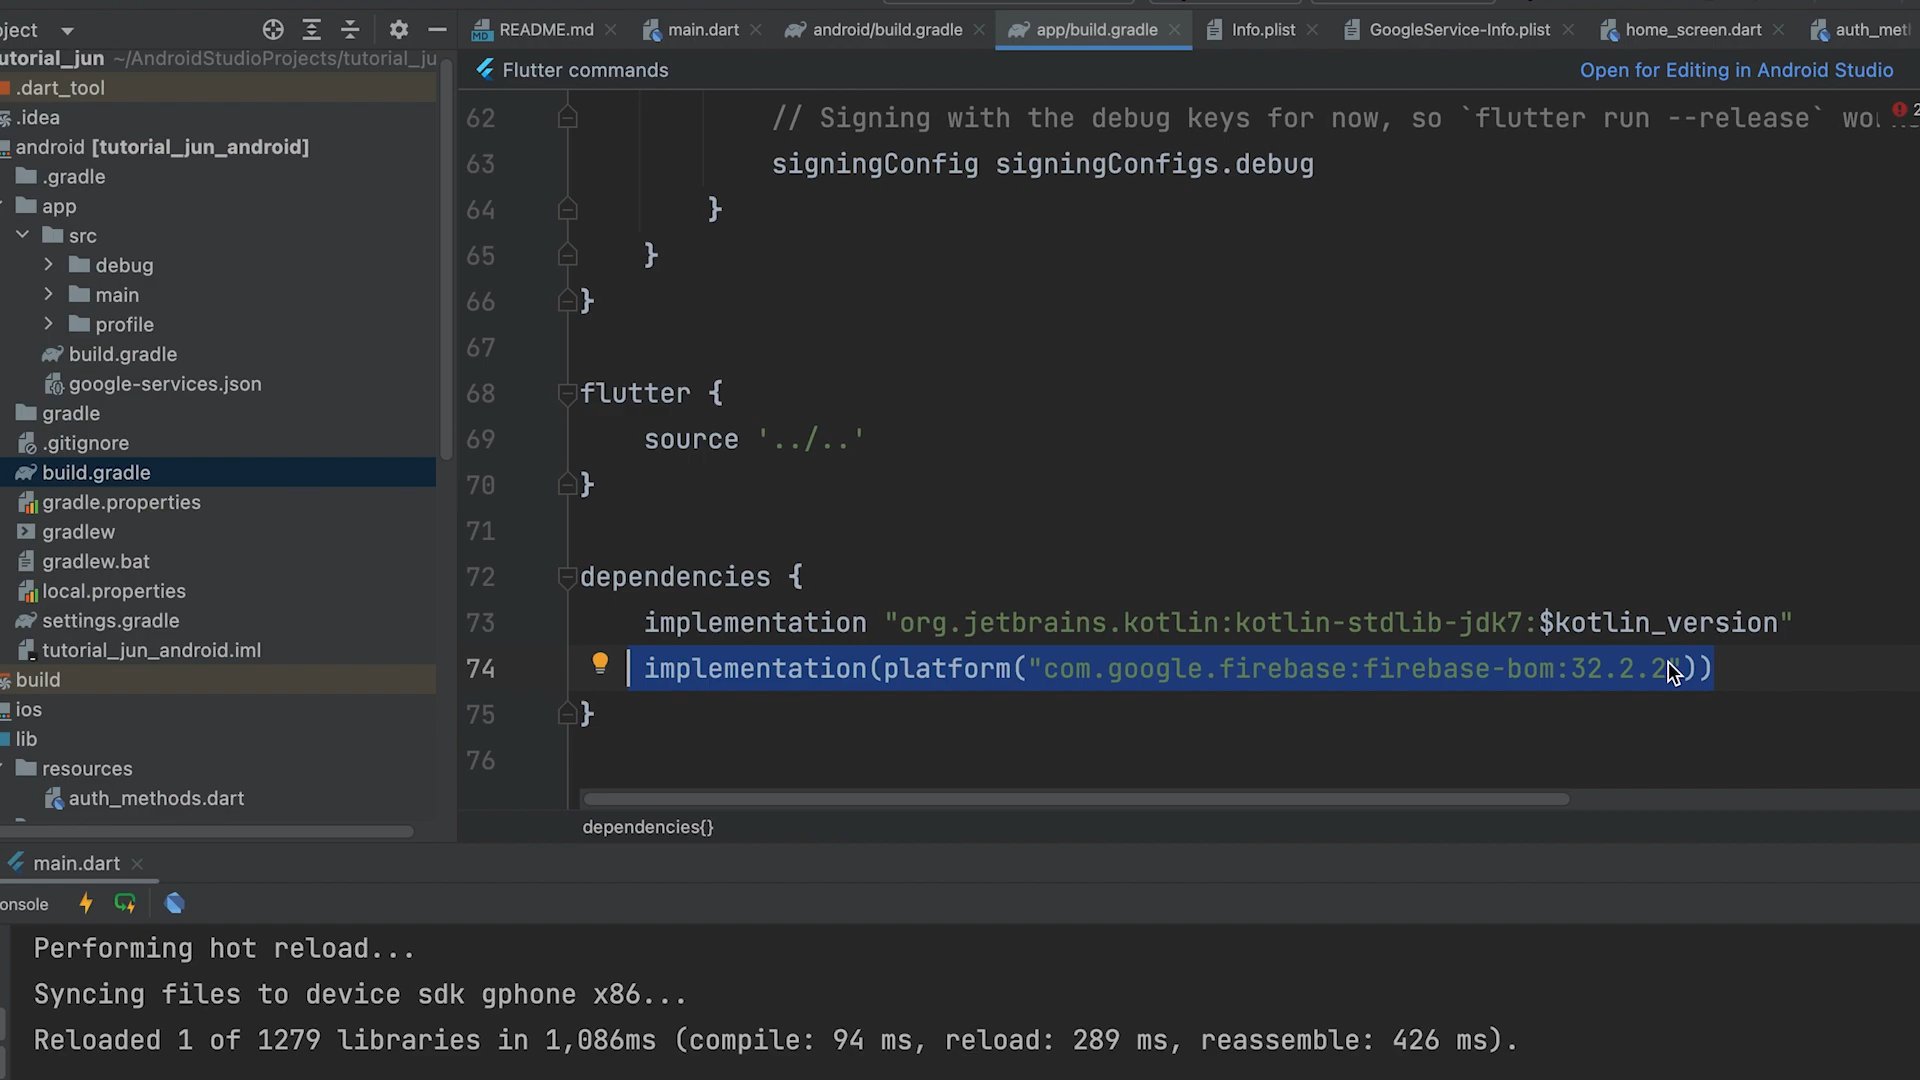 ject
README.md
main.dart
android/build.gradle
app/build.gradle
Info.plist
GoogleService-Info.plist
home_screen.dart
auth_met
utorial_jun ~/AndroidStudioProjects/tutorial_ju
Flutter commands
Open for Editing in Android Studio
.dart_tool
.idea
android [tutorial_jun_android]
.gradle
app
src
debug
main
profile
build.gradle
google-services.json
gradle
.gitignore
build.gradle
gradle.properties
gradlew
gradlew.bat
local.properties
settings.gradle
tutorial_jun_android.iml
build
ios
lib
resources
auth_methods.dart
62 // Signing with the debug keys for now, so `flutter run --release` wo
2
63 signingConfig signingConfigs.debug
64 }
65 }
66 }
67
68 flutter {
69 source '../..'
70 }
71
72 dependencies {
73 implementation "org.jetbrains.kotlin:kotlin-stdlib-jdk7:$kotlin_version"
74 implementation(platform("com.google.firebase:firebase-bom:32.2.2"))
75 }
76
dependencies{}
main.dart
onsole
Performing hot reload...
Syncing files to device sdk gphone x86...
Reloaded 1 of 1279 libraries in 1,086ms (compile: 94 ms, reload: 289 ms, reassemble: 426 ms).